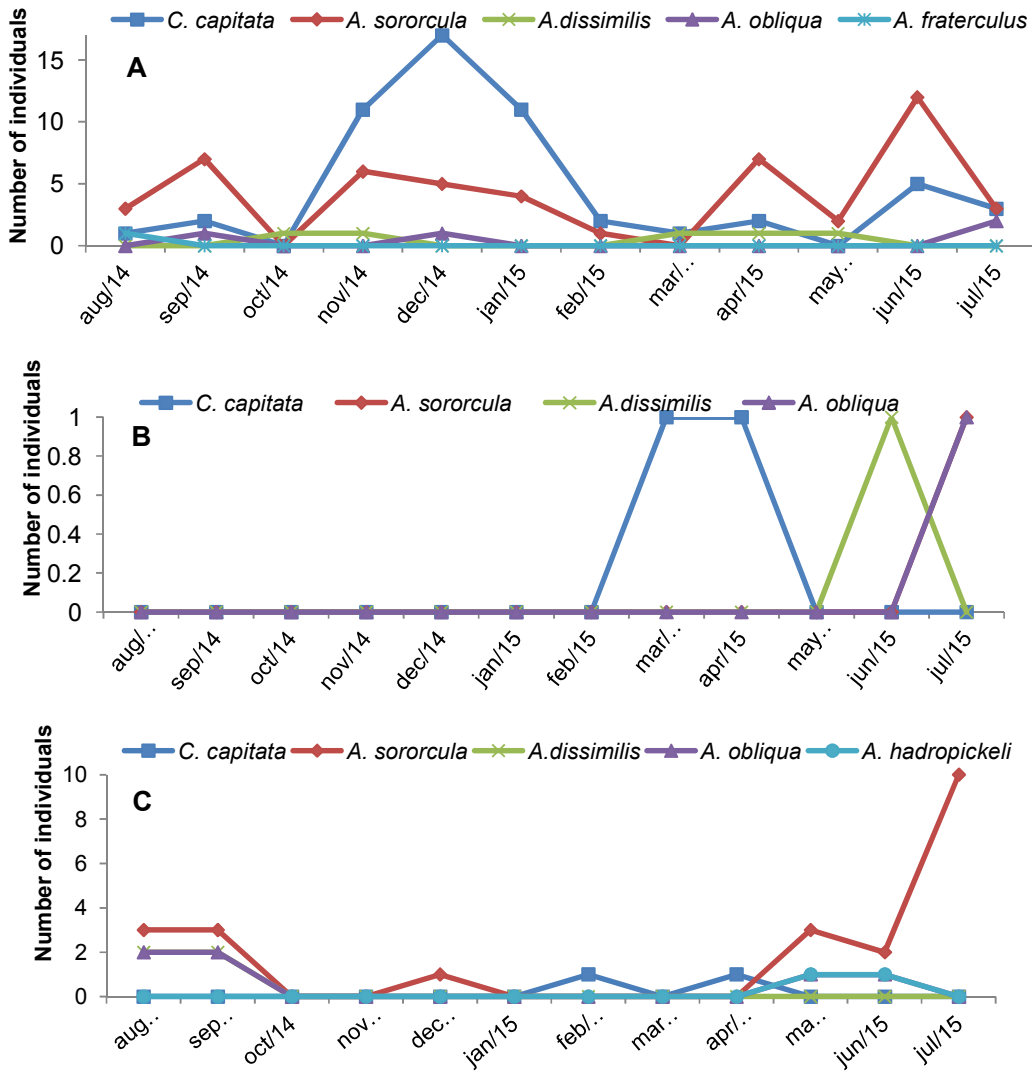 C. capitata A. sororcula A.dissimilis A. obliqua A. fraterculus
A
Number of individuals
15
10
5
0
aug/14 sep/14 oct/14 nov/14 dec/14 jan/15 feb/15 mar/.. apr/15 may.. jun/15 jul/15
C. capitata A. sororcula A.dissimilis A. obliqua
B
Number of individuals
1
0.8
0.6
0.4
0.2
0
aug/.. sep/14 oct/14 nov/14 dec/14 jan/15 feb/15 mar/.. apr/15 may.. jun/15 jul/15
C. capitata A. sororcula A.dissimilis A. obliqua A. hadropickeli
C
Number of individuals
10
8
6
4
2
0
aug.. sep.. oct/14 nov.. dec.. jan/15 feb/.. mar.. apr/.. ma.. jun/15 jul/15